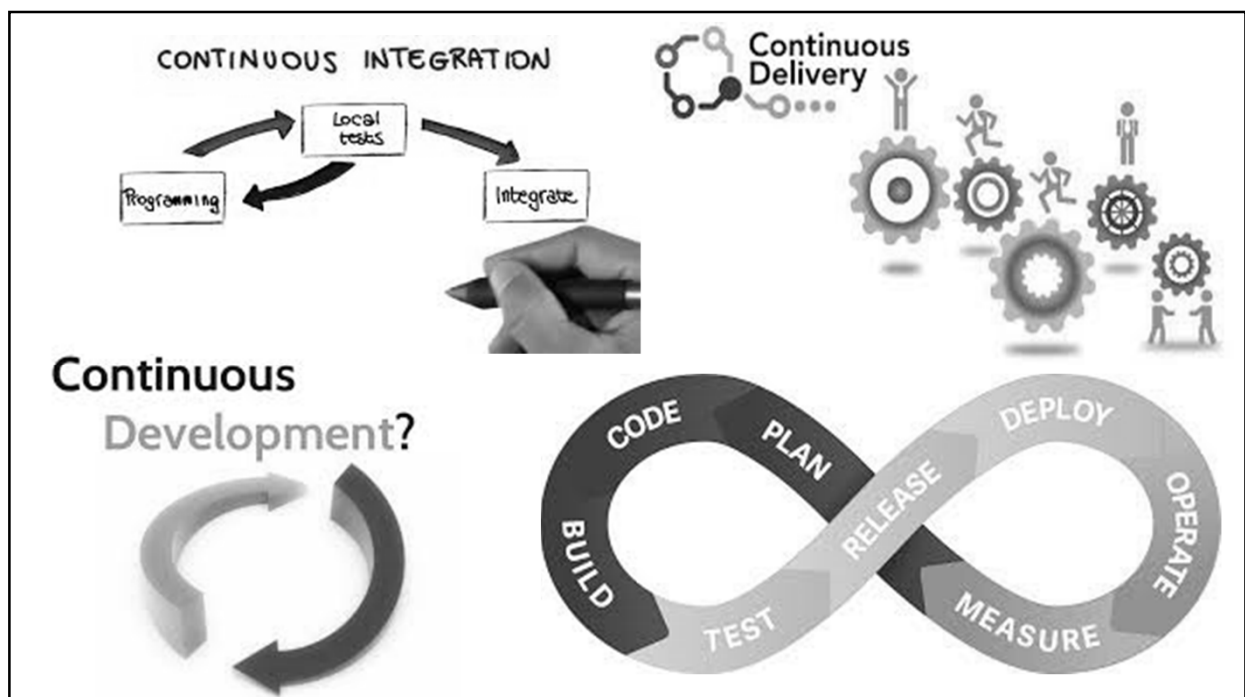 CONTINUOUS INTEGRATION
Local
tests
Programming
Integrate
Continuous
Delivery
Continuous
Development?
PLAN
CODE
BUILD
TEST
RELEASE
DEPLOY
OPERATE
MEASURE